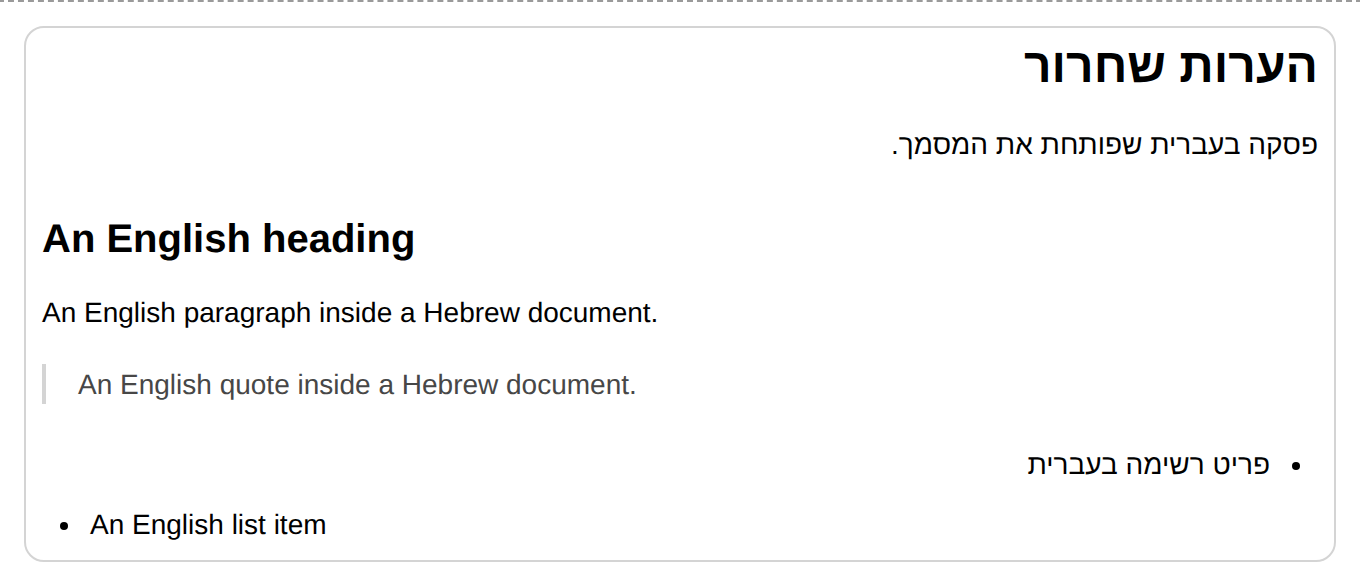 הערות שחרור
פסקה בעברית שפותחת את המסמך.
An English heading
An English paragraph inside a Hebrew document.
An English quote inside a Hebrew document.
• פריט רשימה בעברית
• An English list item